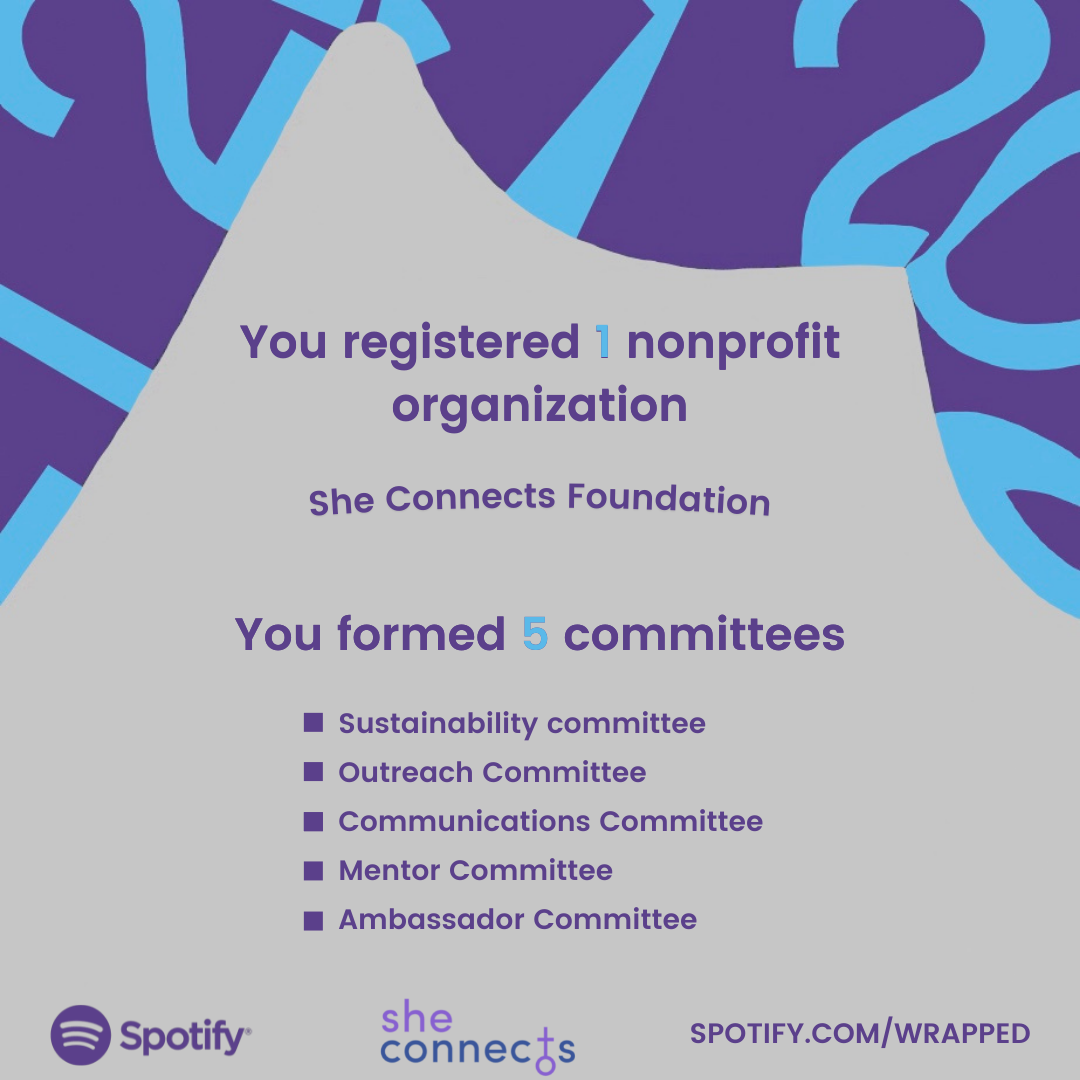 You registered 1 nonprofit
organization
She Connects Foundation
You formed 5 committees
Sustainability committee
Outreach Committee
Communications Committee
Mentor Committee
Ambassador Committee
Spotify®
she
connects
SPOTIFY.COM/WRAPPED